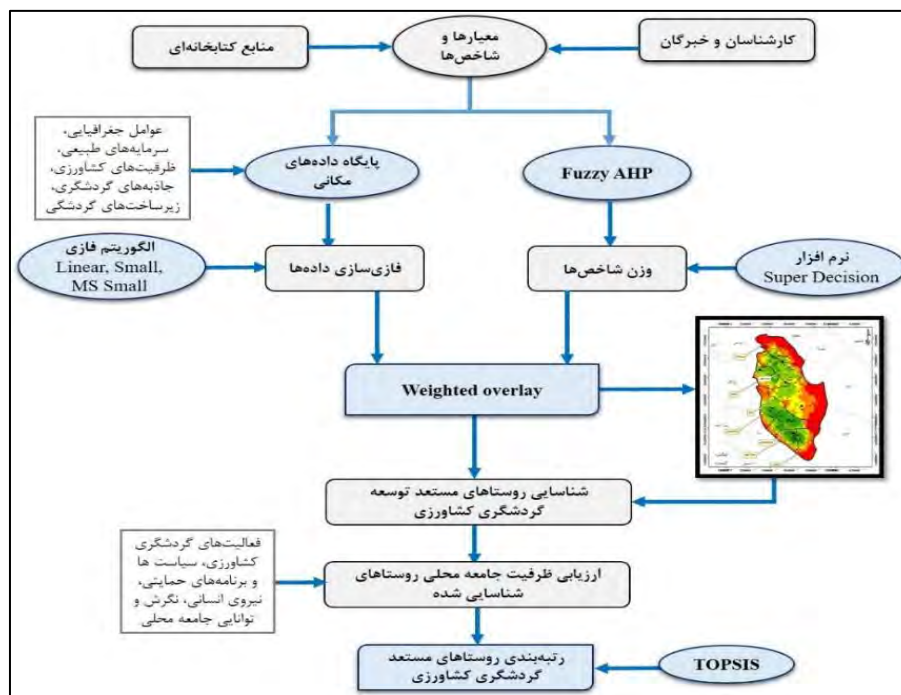 منابع کتابخانه‌ای
معیارها و
شاخص‌ها
کارشناسان و خبرگان
عوامل جغرافیایی،
سرمایه‌های طبیعی،
ظرفیت‌های کشاورزی،
جاذبه‌های گردشگری،
زیرساخت‌های گردشگی
پایگاه داده‌های
مکانی
Fuzzy AHP
الگوریتم فازی
Linear, Small,
MS Small
فازی‌سازی داده‌ها
وزن شاخص‌ها
نرم افزار
Super Decision
Weighted overlay
شناسایی روستاهای مستعد توسعه
گردشگری کشاورزی
فعالیت‌های گردشگری
کشاورزی، سیاست ها
و برنامه‌های حمایتی،
نیروی انسانی، نگرش و
توانایی جامعه محلی
ارزیابی ظرفیت جامعه محلی روستاهای
شناسایی شده
رتبه‌بندی روستاهای مستعد
گردشگری کشاورزی
TOPSIS